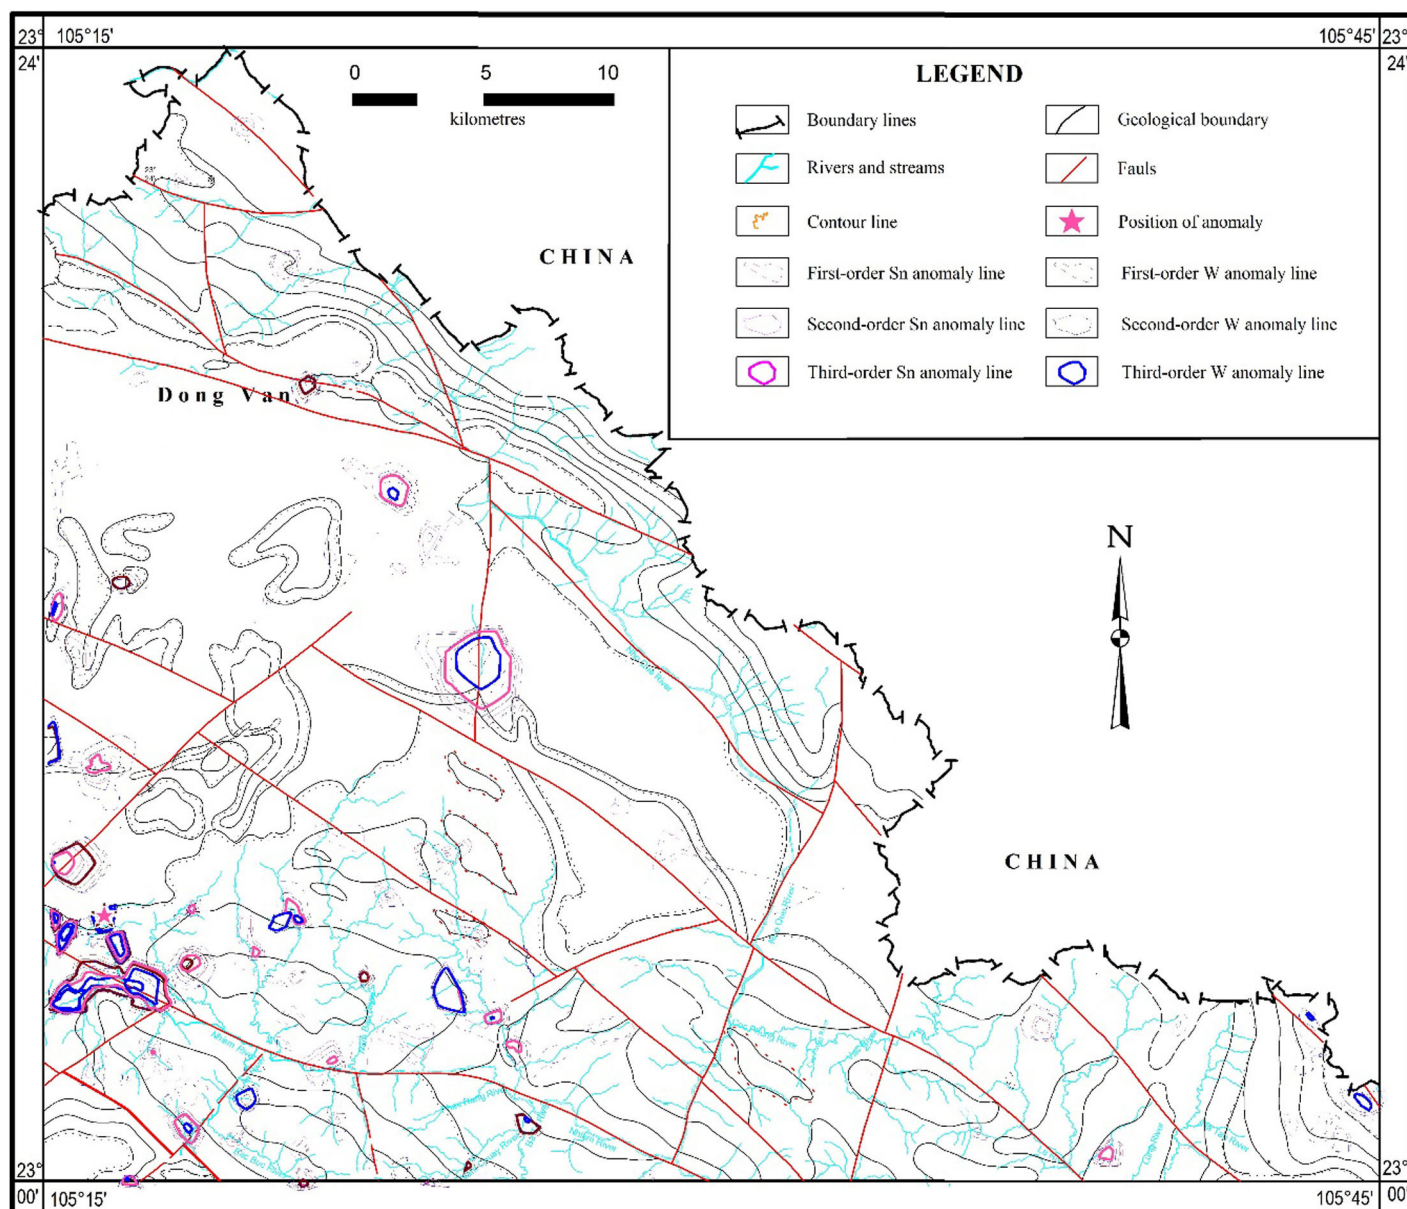 23° 105°15' 105°45' 23°
24' 24'
0 5 10
kilometres
LEGEND
Boundary lines
Geological boundary
Rivers and streams
Fauls
Contour line
Position of anomaly
First-order Sn anomaly line
First-order W anomaly line
Second-order Sn anomaly line
Second-order W anomaly line
Third-order Sn anomaly line
Third-order W anomaly line
CHINA
Dong Van
N
CHINA
River
River
River
23° 23°
00' 105°15' 105°45' 00'